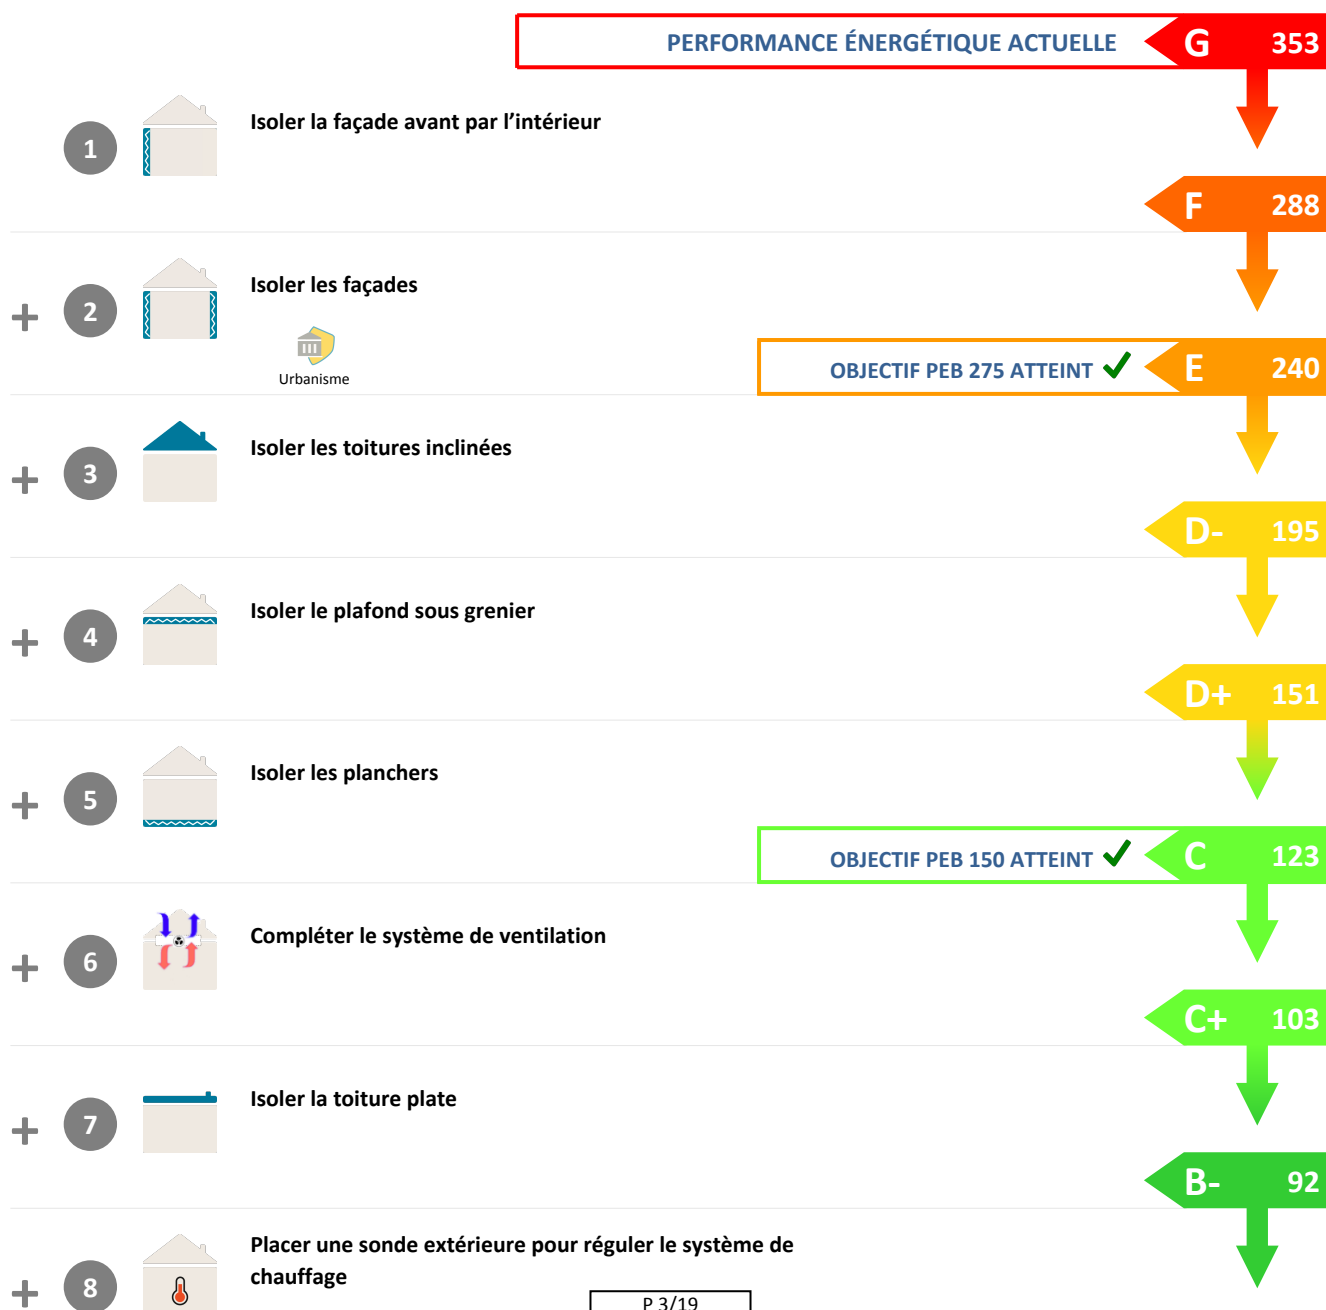 PERFORMANCE ÉNERGÉTIQUE ACTUELLE G 353
1 Isoler la façade avant par l’intérieur
F 288
+ 2 Isoler les façades
Urbanisme
OBJECTIF PEB 275 ATTEINT E 240
+ 3 Isoler les toitures inclinées
D- 195
+ 4 Isoler le plafond sous grenier
D+ 151
+ 5 Isoler les planchers
OBJECTIF PEB 150 ATTEINT C 123
+ 6 Compléter le système de ventilation
C+ 103
+ 7 Isoler la toiture plate
B- 92
+ 8 Placer une sonde extérieure pour réguler le système de
chauffage
P 3/19